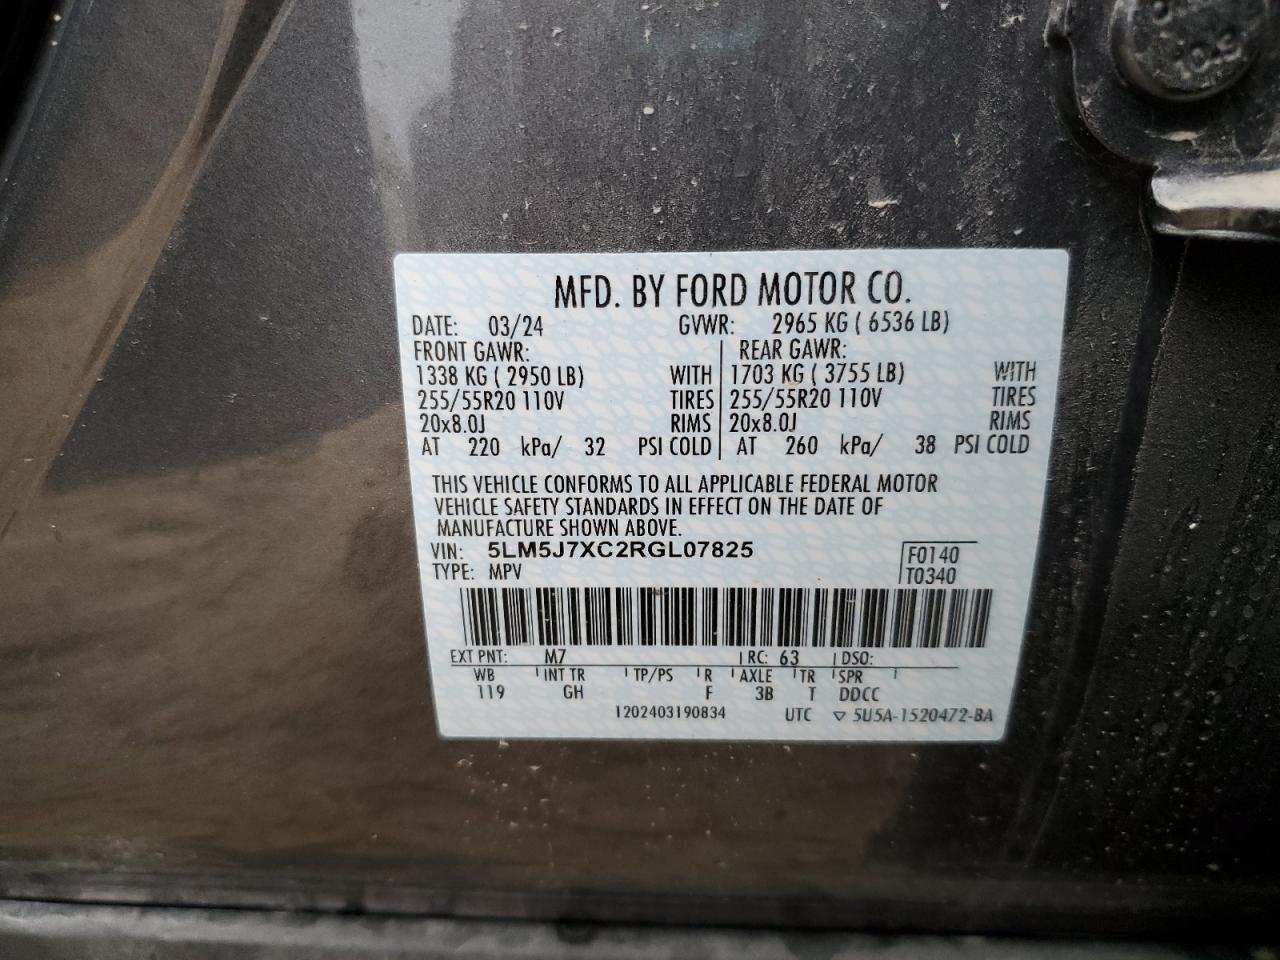 MFD. BY FORD MOTOR CO.
DATE: 03/24 GVWR: 2965 KG ( 6536 LB)
FRONT GAWR: REAR GAWR:
1338 KG ( 2950 LB) WITH 1703 KG ( 3755 LB) WITH
255/55R20 110V TIRES 255/55R20 110V TIRES
20x8.0J RIMS 20x8.0J RIMS
AT 220 kPa/ 32 PSI COLD AT 260 kPa/ 38 PSI COLD
THIS VEHICLE CONFORMS TO ALL APPLICABLE FEDERAL MOTOR
VEHICLE SAFETY STANDARDS IN EFFECT ON THE DATE OF
MANUFACTURE SHOWN ABOVE.
VIN: 5LM5J7XC2RGL07825 F0140
TYPE: MPV T0340
EXT PNT: M7 RC: 63 DSO:
WB INT TR TP/PS R AXLE TR SPR
119 GH F 3B T DDCC
1202403190834 UTC ▽ 5U5A-1520472-BA